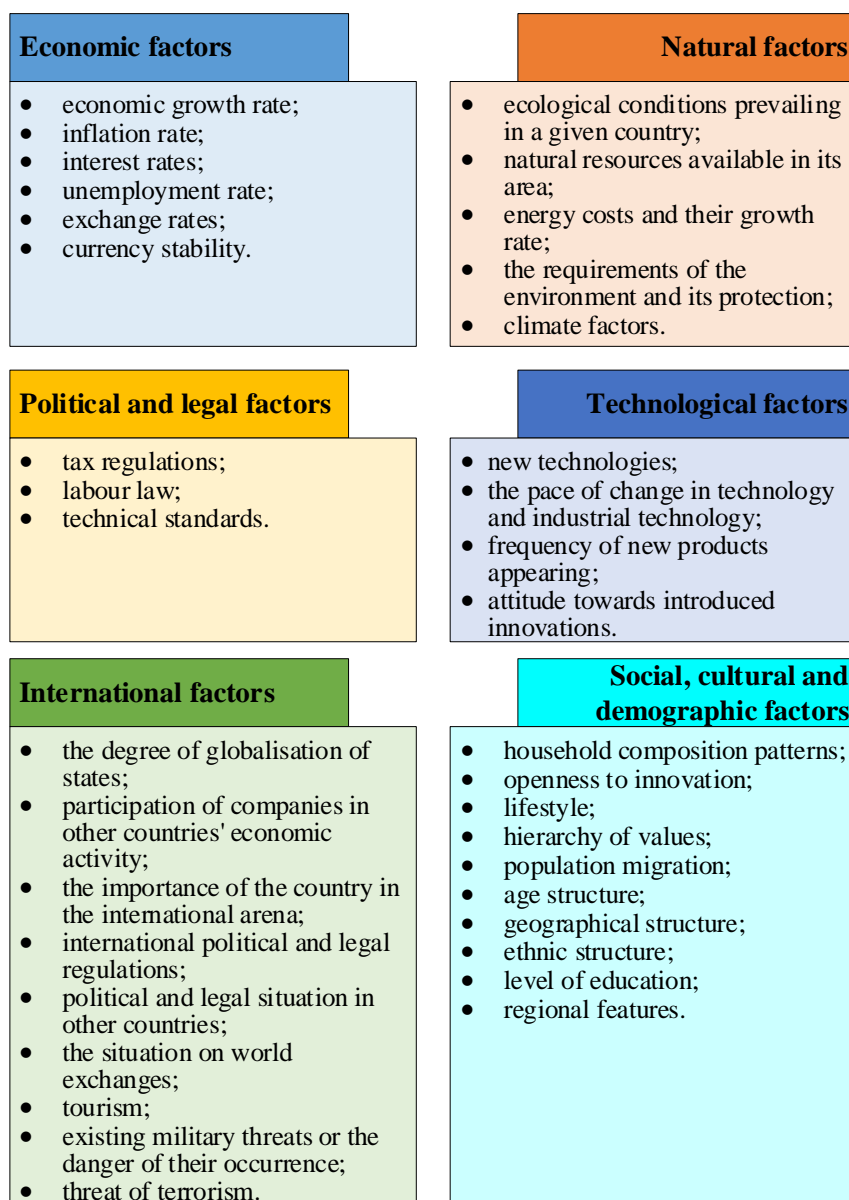 Economic factors
• economic growth rate;
• inflation rate;
• interest rates;
• unemployment rate;
• exchange rates;
• currency stability.
Natural factors
• ecological conditions prevailing
in a given country;
• natural resources available in its
area;
• energy costs and their growth
rate;
• the requirements of the
environment and its protection;
• climate factors.
Political and legal factors
• tax regulations;
• labour law;
• technical standards.
Technological factors
• new technologies;
• the pace of change in technology
and industrial technology;
• frequency of new products
appearing;
• attitude towards introduced
innovations.
International factors
• the degree of globalisation of
states;
• participation of companies in
other countries' economic
activity;
• the importance of the country in
the international arena;
• international political and legal
regulations;
• political and legal situation in
other countries;
• the situation on world
exchanges;
• tourism;
• existing military threats or the
danger of their occurrence;
• threat of terrorism.
Social, cultural and
demographic factors
• household composition patterns;
• openness to innovation;
• lifestyle;
• hierarchy of values;
• population migration;
• age structure;
• geographical structure;
• ethnic structure;
• level of education;
• regional features.